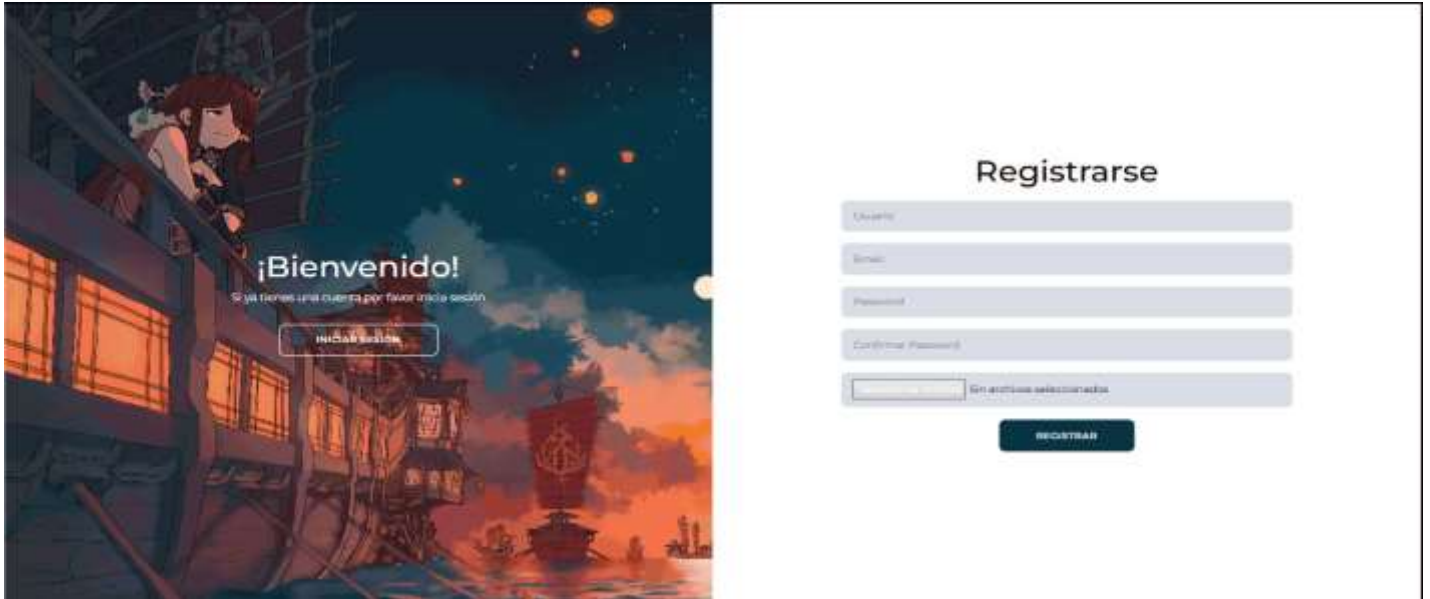 ¡Bienvenido!
Si ya tienes una cuenta por favor inicia sesión
INICIAR SESIÓN
Registrarse
Usuario
Email
Password
Confirmar Password
Sin archivos seleccionados
REGISTRAR